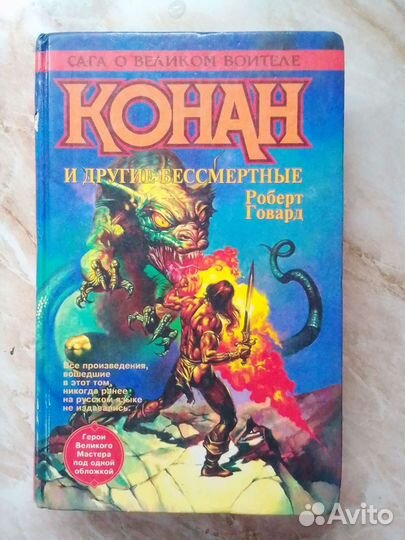 САГА О ВЕЛИКОМ ВОИТЕЛЕ
КОНАН
И ДРУГИЕ БЕССМЕРТНЫЕ
Роберт
Говард
Все произведения,
вошедшие
в этот том,
никогда ранее
на русском языке
не издавались.
Герои
Великого
Мастера
под одной
обложкой
Avito